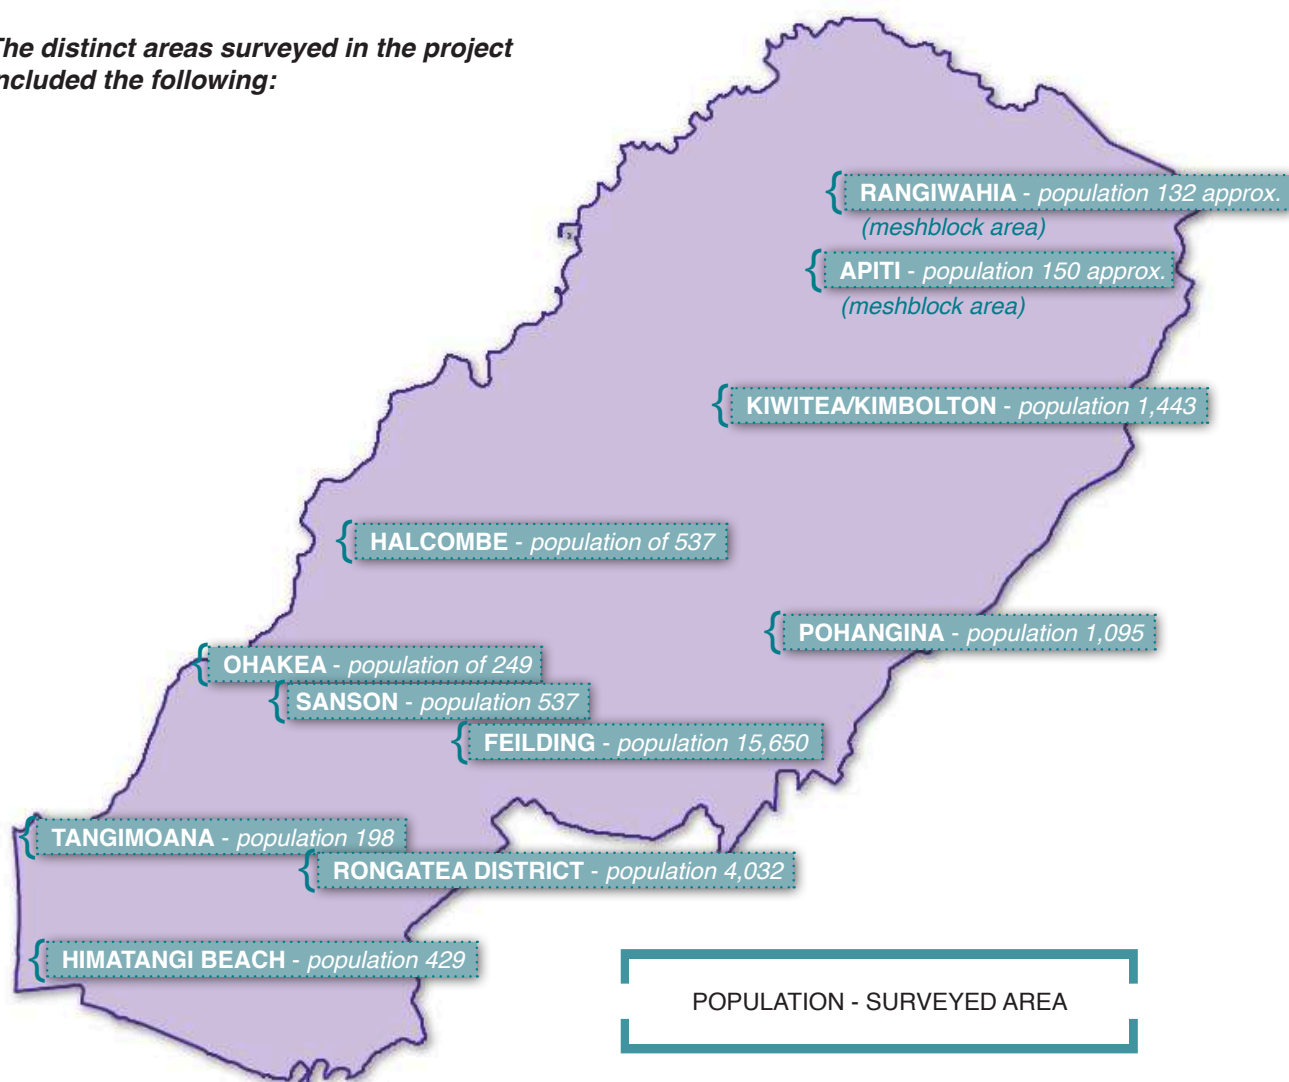 The distinct areas surveyed in the project
included the following:
RANGIWAHIA - population 132 approx.
(meshblock area)
APITI - population 150 approx.
(meshblock area)
KIWITEA/KIMBOLTON - population 1,443
HALCOMBE - population of 537
POHANGINA - population 1,095
OHAKEA - population of 249
SANSON - population 537
FEILDING - population 15,650
TANGIMOANA - population 198
RONGATEA DISTRICT - population 4,032
HIMATANGI BEACH - population 429
POPULATION - SURVEYED AREA